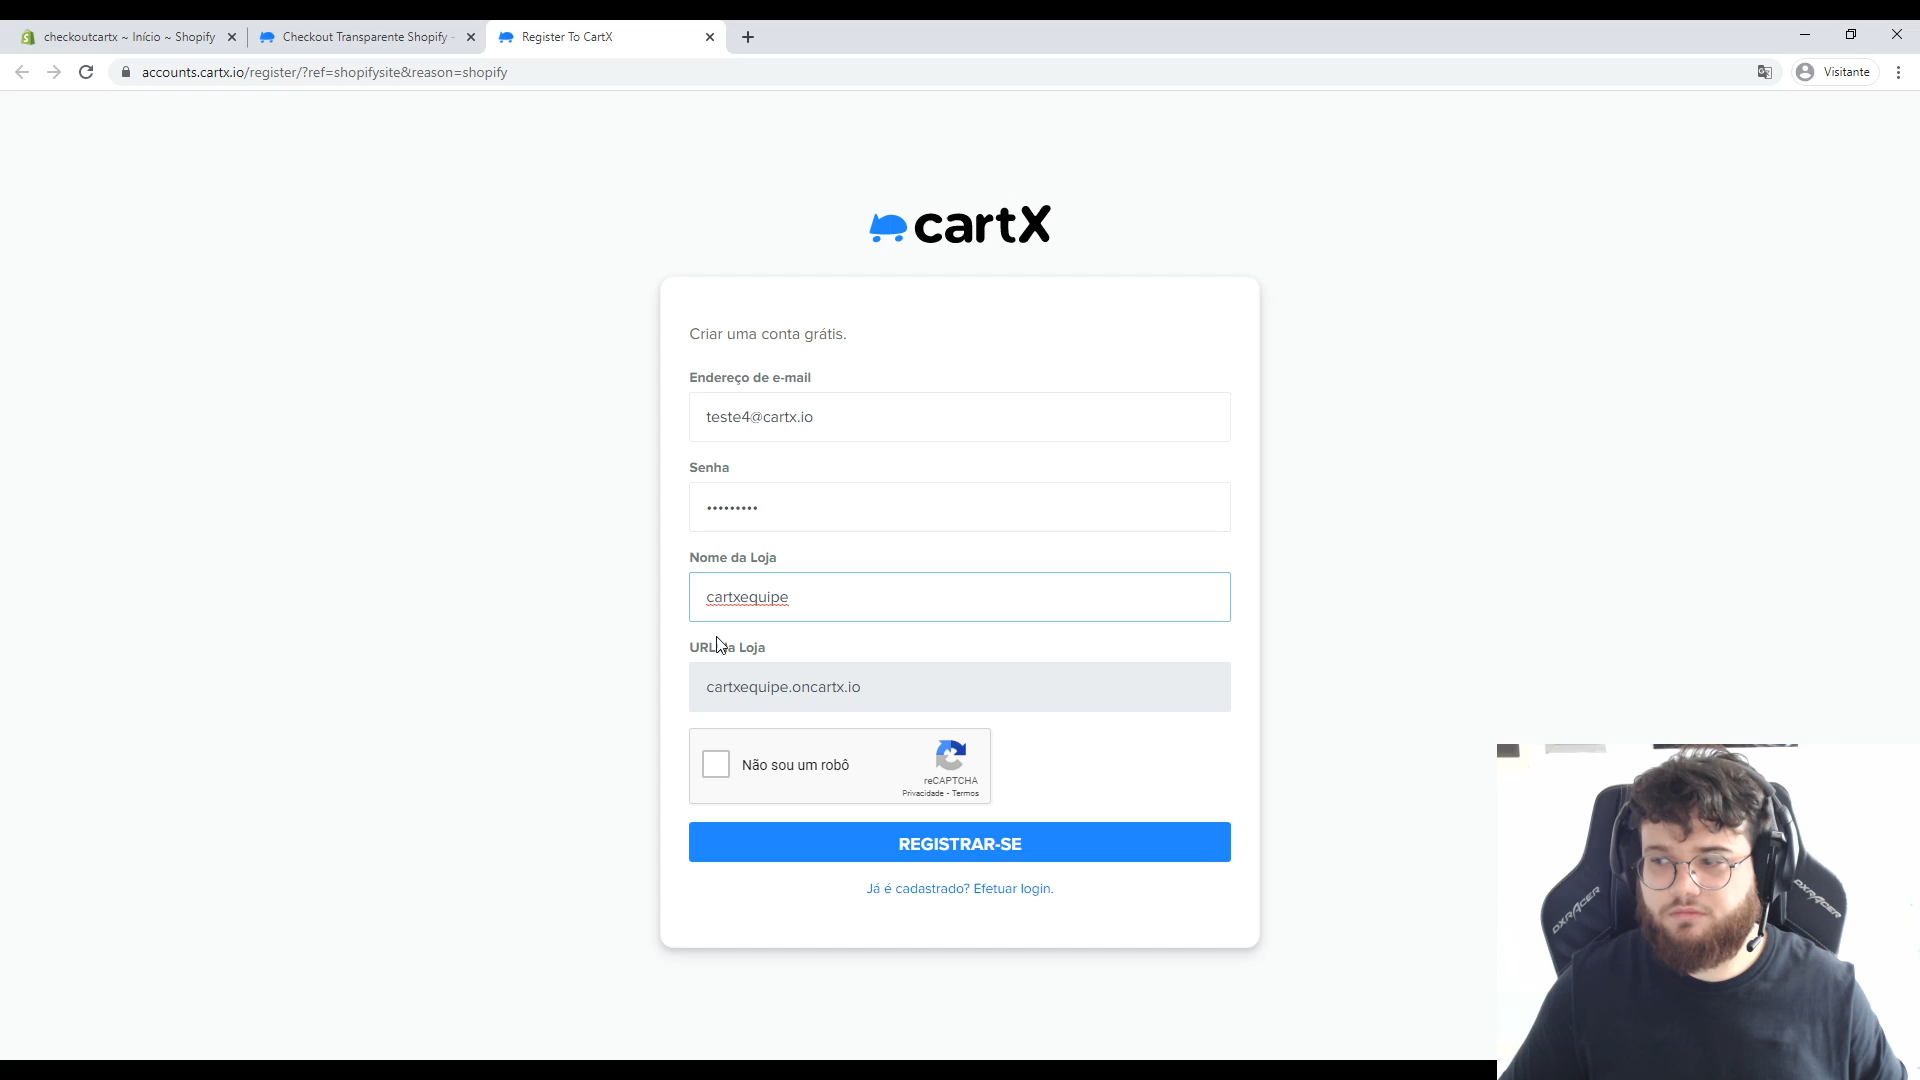 checkoutcartx ~ Início ~ Shopify
Checkout Transparente Shopify -
Register To CartX
accounts.cartx.io/register/?ref=shopifysite&reason=shopify
Visitante
cartX
Criar uma conta grátis.
Endereço de e-mail
teste4@cartx.io
Senha
•••••••••
Nome da Loja
cartxequipe
URL da Loja
cartxequipe.oncartx.io
Não sou um robô
reCAPTCHA
Privacidade - Termos
REGISTRAR-SE
Já é cadastrado? Efetuar login.
DXRACER
DXRACER